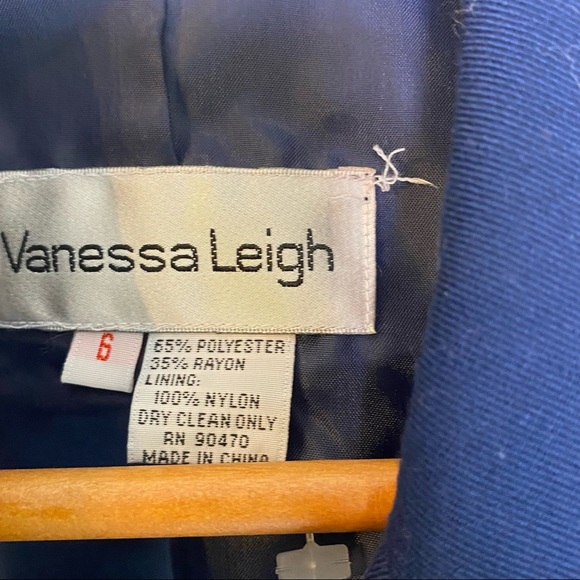 Vanessa Leigh
6
65% POLYESTER
35% RAYON
LINING:
100% NYLON
DRY CLEAN ONLY
RN 90470
MADE IN CHINA